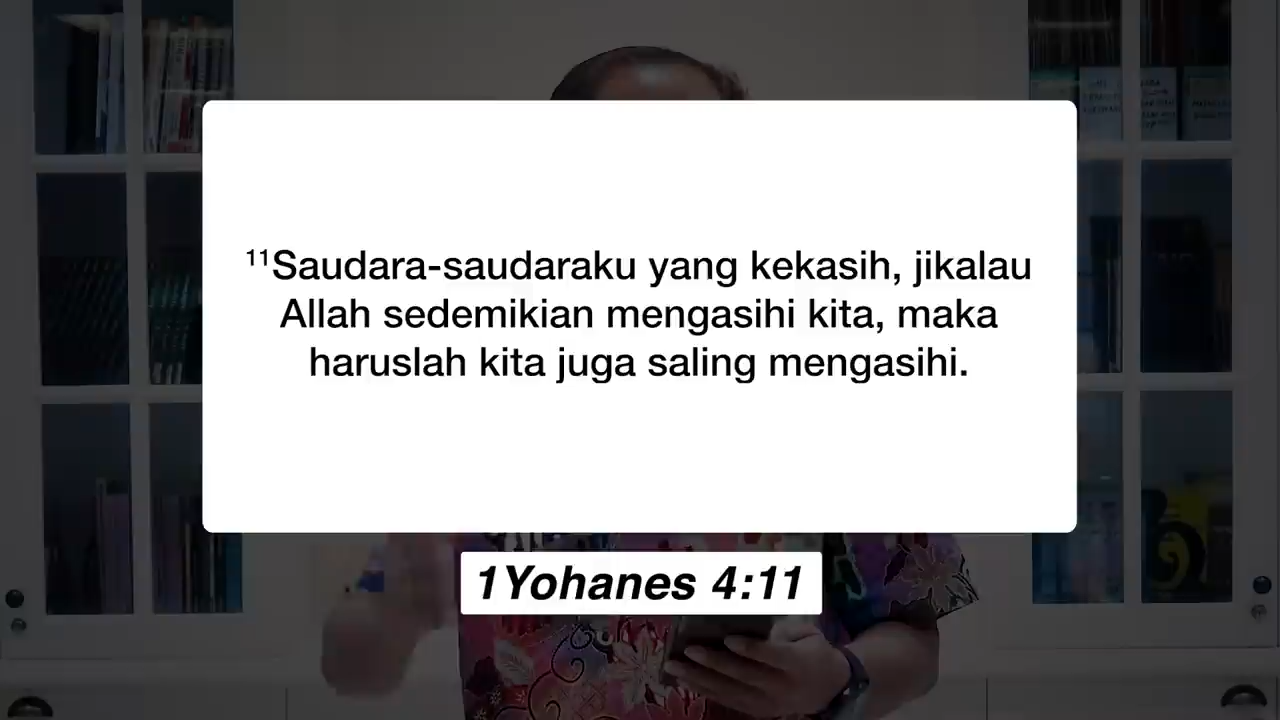 ¹¹Saudara-saudaraku yang kekasih, jikalau
Allah sedemikian mengasihi kita, maka
haruslah kita juga saling mengasihi.
1Yohanes 4:11